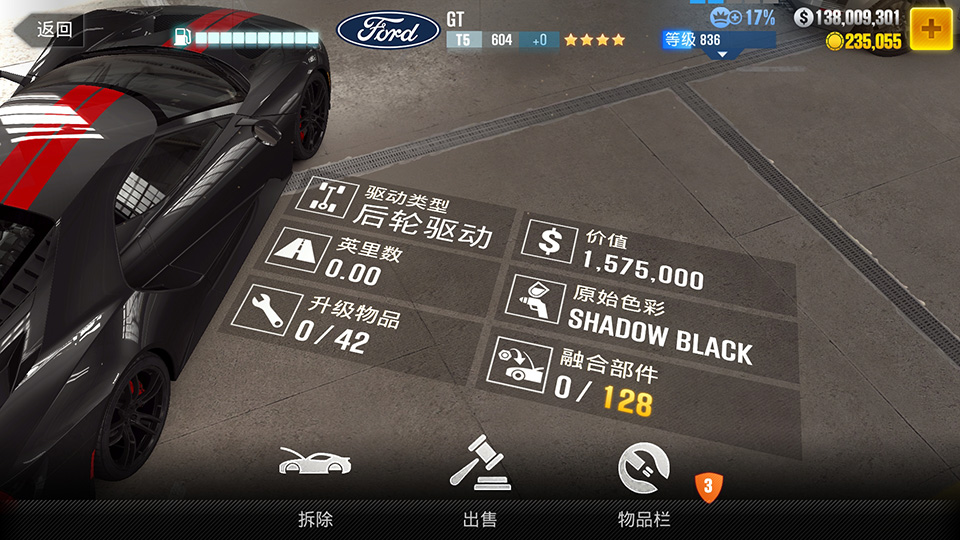 返回
Ford
GT
T5 604 +0
17%
等级 836
138,009,301
235,055
驱动类型
后轮驱动
英里数
0.00
升级物品
0/42
价值
1,575,000
原始色彩
SHADOW BLACK
融合部件
0/ 128
拆除
出售
物品栏
3